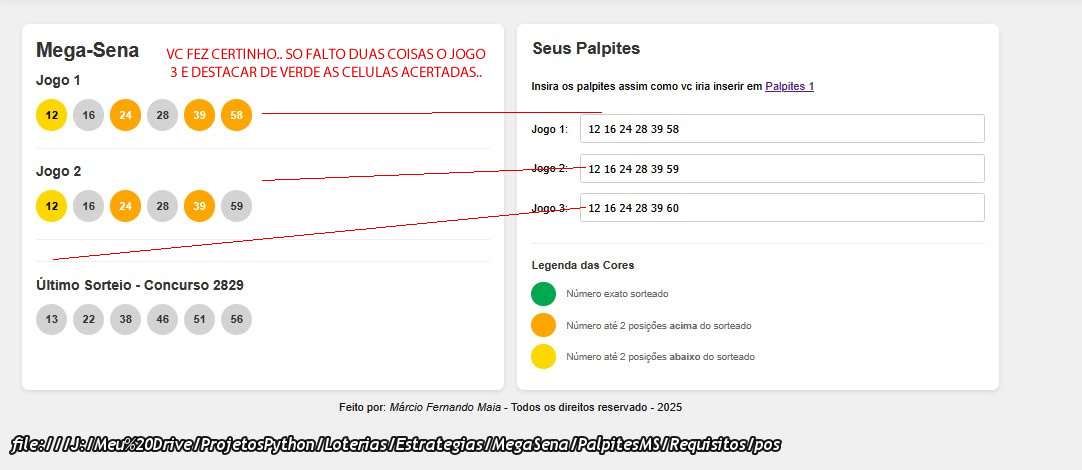 Mega-Sena
VC FEZ CERTINHO.. SO FALTO DUAS COISAS O JOGO
3 E DESTACAR DE VERDE AS CELULAS ACERTADAS..
Jogo 1
12 16 24 28 39 58
Jogo 2
12 16 24 28 39 59
Último Sorteio - Concurso 2829
13 22 38 46 51 56
Seus Palpites
Insira os palpites assim como vc iria inserir em Palpites 1
Jogo 1: 12 16 24 28 39 58
Jogo 2: 12 16 24 28 39 59
Jogo 3: 12 16 24 28 39 60
Legenda das Cores
Número exato sorteado
Número até 2 posições acima do sorteado
Número até 2 posições abaixo do sorteado
Feito por: Márcio Fernando Maia - Todos os direitos reservado - 2025
file:///J:/Meu%20Drive/ProjetosPython/Loterias/Estrategias/MegaSena/PalpitesMS/Requisitos/pos